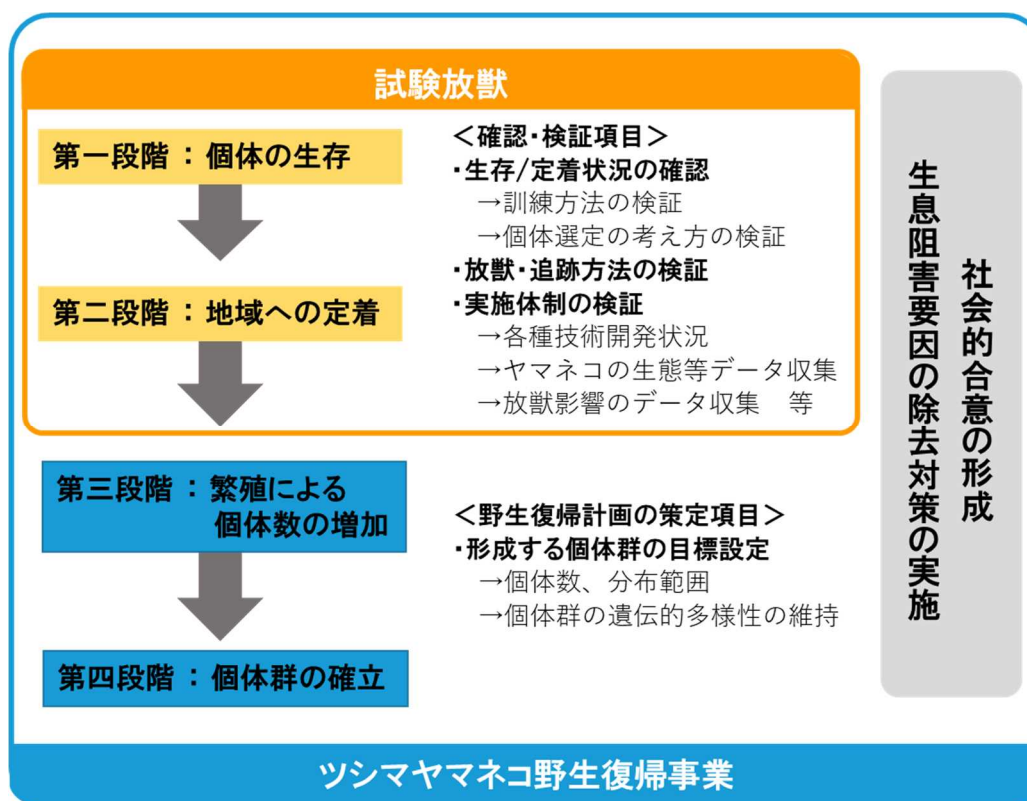 試験放獣
第一段階 : 個体の生存
第二段階 : 地域への定着
＜確認・検証項目＞
・生存/定着状況の確認
→訓練方法の検証
→個体選定の考え方の検証
・放獣・追跡方法の検証
・実施体制の検証
→各種技術開発状況
→ヤマネコの生態等データ収集
→放獣影響のデータ収集　等
第三段階 : 繁殖による
個体数の増加
第四段階 : 個体群の確立
＜野生復帰計画の策定項目＞
・形成する個体群の目標設定
→個体数、分布範囲
→個体群の遺伝的多様性の維持
社会的合意の形成
生息阻害要因の除去対策の実施
ツシマヤマネコ野生復帰事業